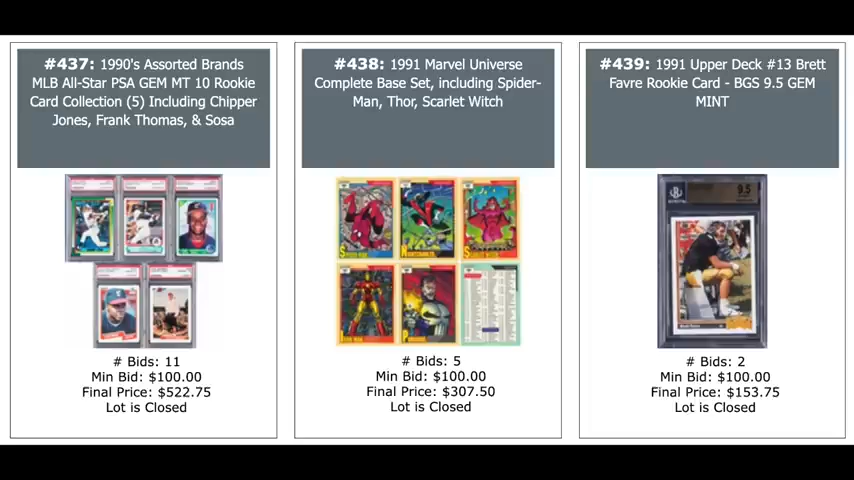 #437: 1990's Assorted Brands
MLB All-Star PSA GEM MT 10 Rookie
Card Collection (5) Including Chipper
Jones, Frank Thomas, & Sosa
# Bids: 11
Min Bid: $100.00
Final Price: $522.75
Lot is Closed
#438: 1991 Marvel Universe
Complete Base Set, including Spider-
Man, Thor, Scarlet Witch
# Bids: 5
Min Bid: $100.00
Final Price: $307.50
Lot is Closed
#439: 1991 Upper Deck #13 Brett
Favre Rookie Card - BGS 9.5 GEM
MINT
9.5
# Bids: 2
Min Bid: $100.00
Final Price: $153.75
Lot is Closed